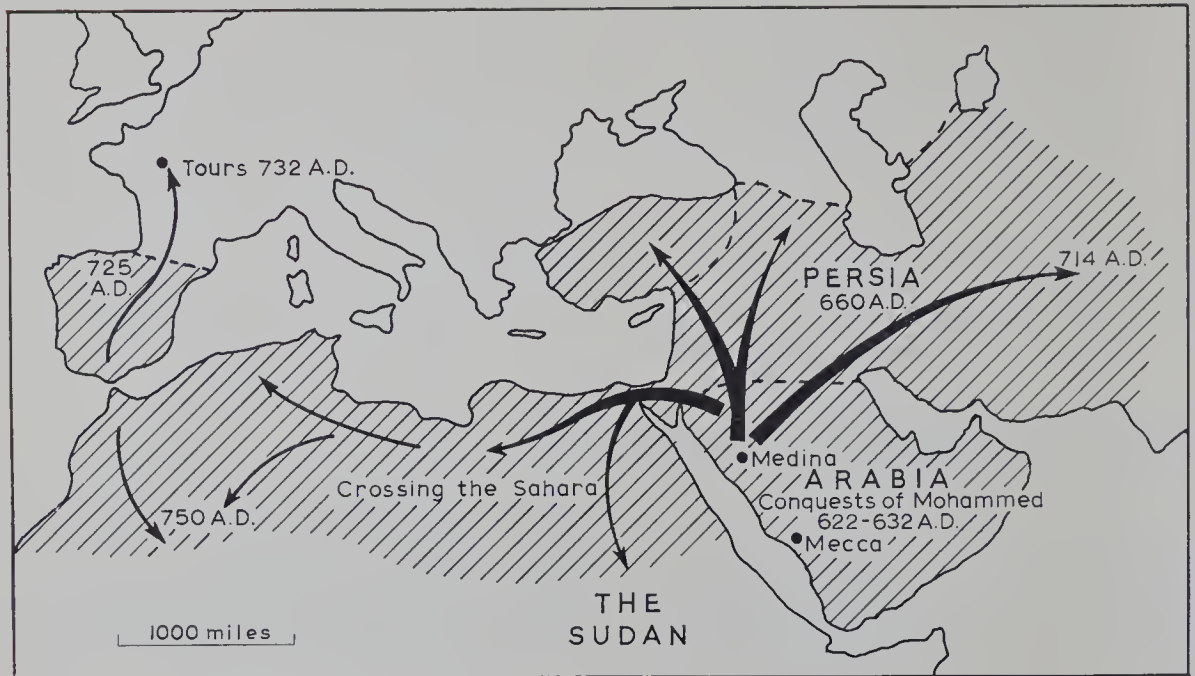 Tours 732 A.D.
725
A.D.
714 A.D.
PERSIA
660 A.D.
Medina
ARABIA
Conquests of Mohammed
622-632 A.D.
Mecca
Crossing the Sahara
750 A.D.
THE
SUDAN
1000 miles